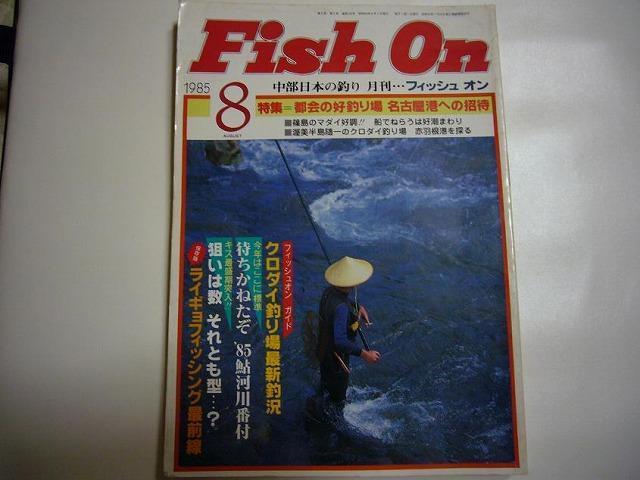 Fish On
1985
8
AUGUST
中部日本の釣り 月刊…フィッシュ オン
特集=都会の好釣り場 名古屋港への招待
■篠島のマダイ好調!! 船でねらうは好潮まわり
■渥美半島随一のクロダイ釣り場 赤羽根港を探る
フィッシュオン ガイド
クロダイ釣り場最新釣況
今年はここに標準
待ちかねたぞ '85鮎河川番付
キス最盛期突入!!
狙いは数 それとも型…?
ライギョフィッシング最前線